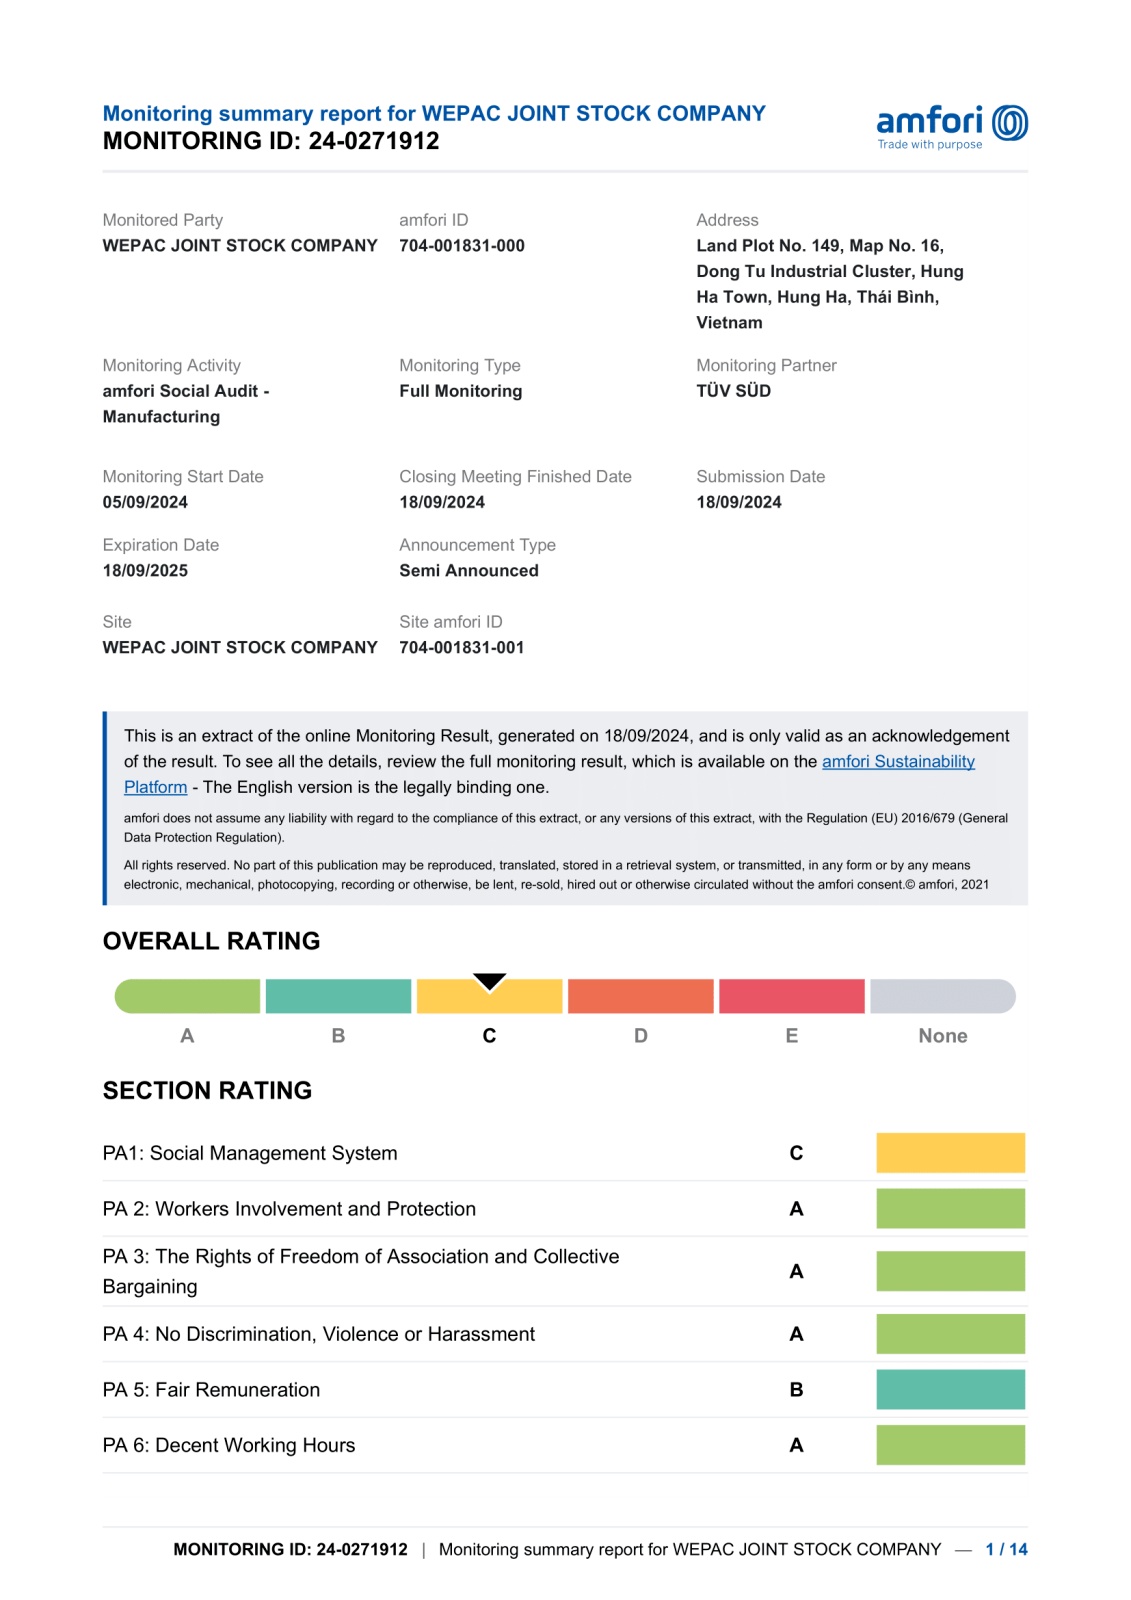 Monitoring summary report for WEPAC JOINT STOCK COMPANY
MONITORING ID: 24-0271912
amfori
Trade with purpose
Monitored Party
WEPAC JOINT STOCK COMPANY
amfori ID
704-001831-000
Address
Land Plot No. 149, Map No. 16,
Dong Tu Industrial Cluster, Hung
Ha Town, Hung Ha, Thái Bình,
Vietnam
Monitoring Activity
amfori Social Audit -
Manufacturing
Monitoring Type
Full Monitoring
Monitoring Partner
TÜV SÜD
Monitoring Start Date
05/09/2024
Closing Meeting Finished Date
18/09/2024
Submission Date
18/09/2024
Expiration Date
18/09/2025
Announcement Type
Semi Announced
Site
WEPAC JOINT STOCK COMPANY
Site amfori ID
704-001831-001
This is an extract of the online Monitoring Result, generated on 18/09/2024, and is only valid as an acknowledgement
of the result. To see all the details, review the full monitoring result, which is available on the amfori Sustainability
Platform - The English version is the legally binding one.
amfori does not assume any liability with regard to the compliance of this extract, or any versions of this extract, with the Regulation (EU) 2016/679 (General
Data Protection Regulation).
All rights reserved. No part of this publication may be reproduced, translated, stored in a retrieval system, or transmitted, in any form or by any means
electronic, mechanical, photocopying, recording or otherwise, be lent, re-sold, hired out or otherwise circulated without the amfori consent.© amfori, 2021
OVERALL RATING
A B C D E None
SECTION RATING
PA1: Social Management System C
PA 2: Workers Involvement and Protection A
PA 3: The Rights of Freedom of Association and Collective
Bargaining A
PA 4: No Discrimination, Violence or Harassment A
PA 5: Fair Remuneration B
PA 6: Decent Working Hours A
MONITORING ID: 24-0271912 | Monitoring summary report for WEPAC JOINT STOCK COMPANY — 1 / 14